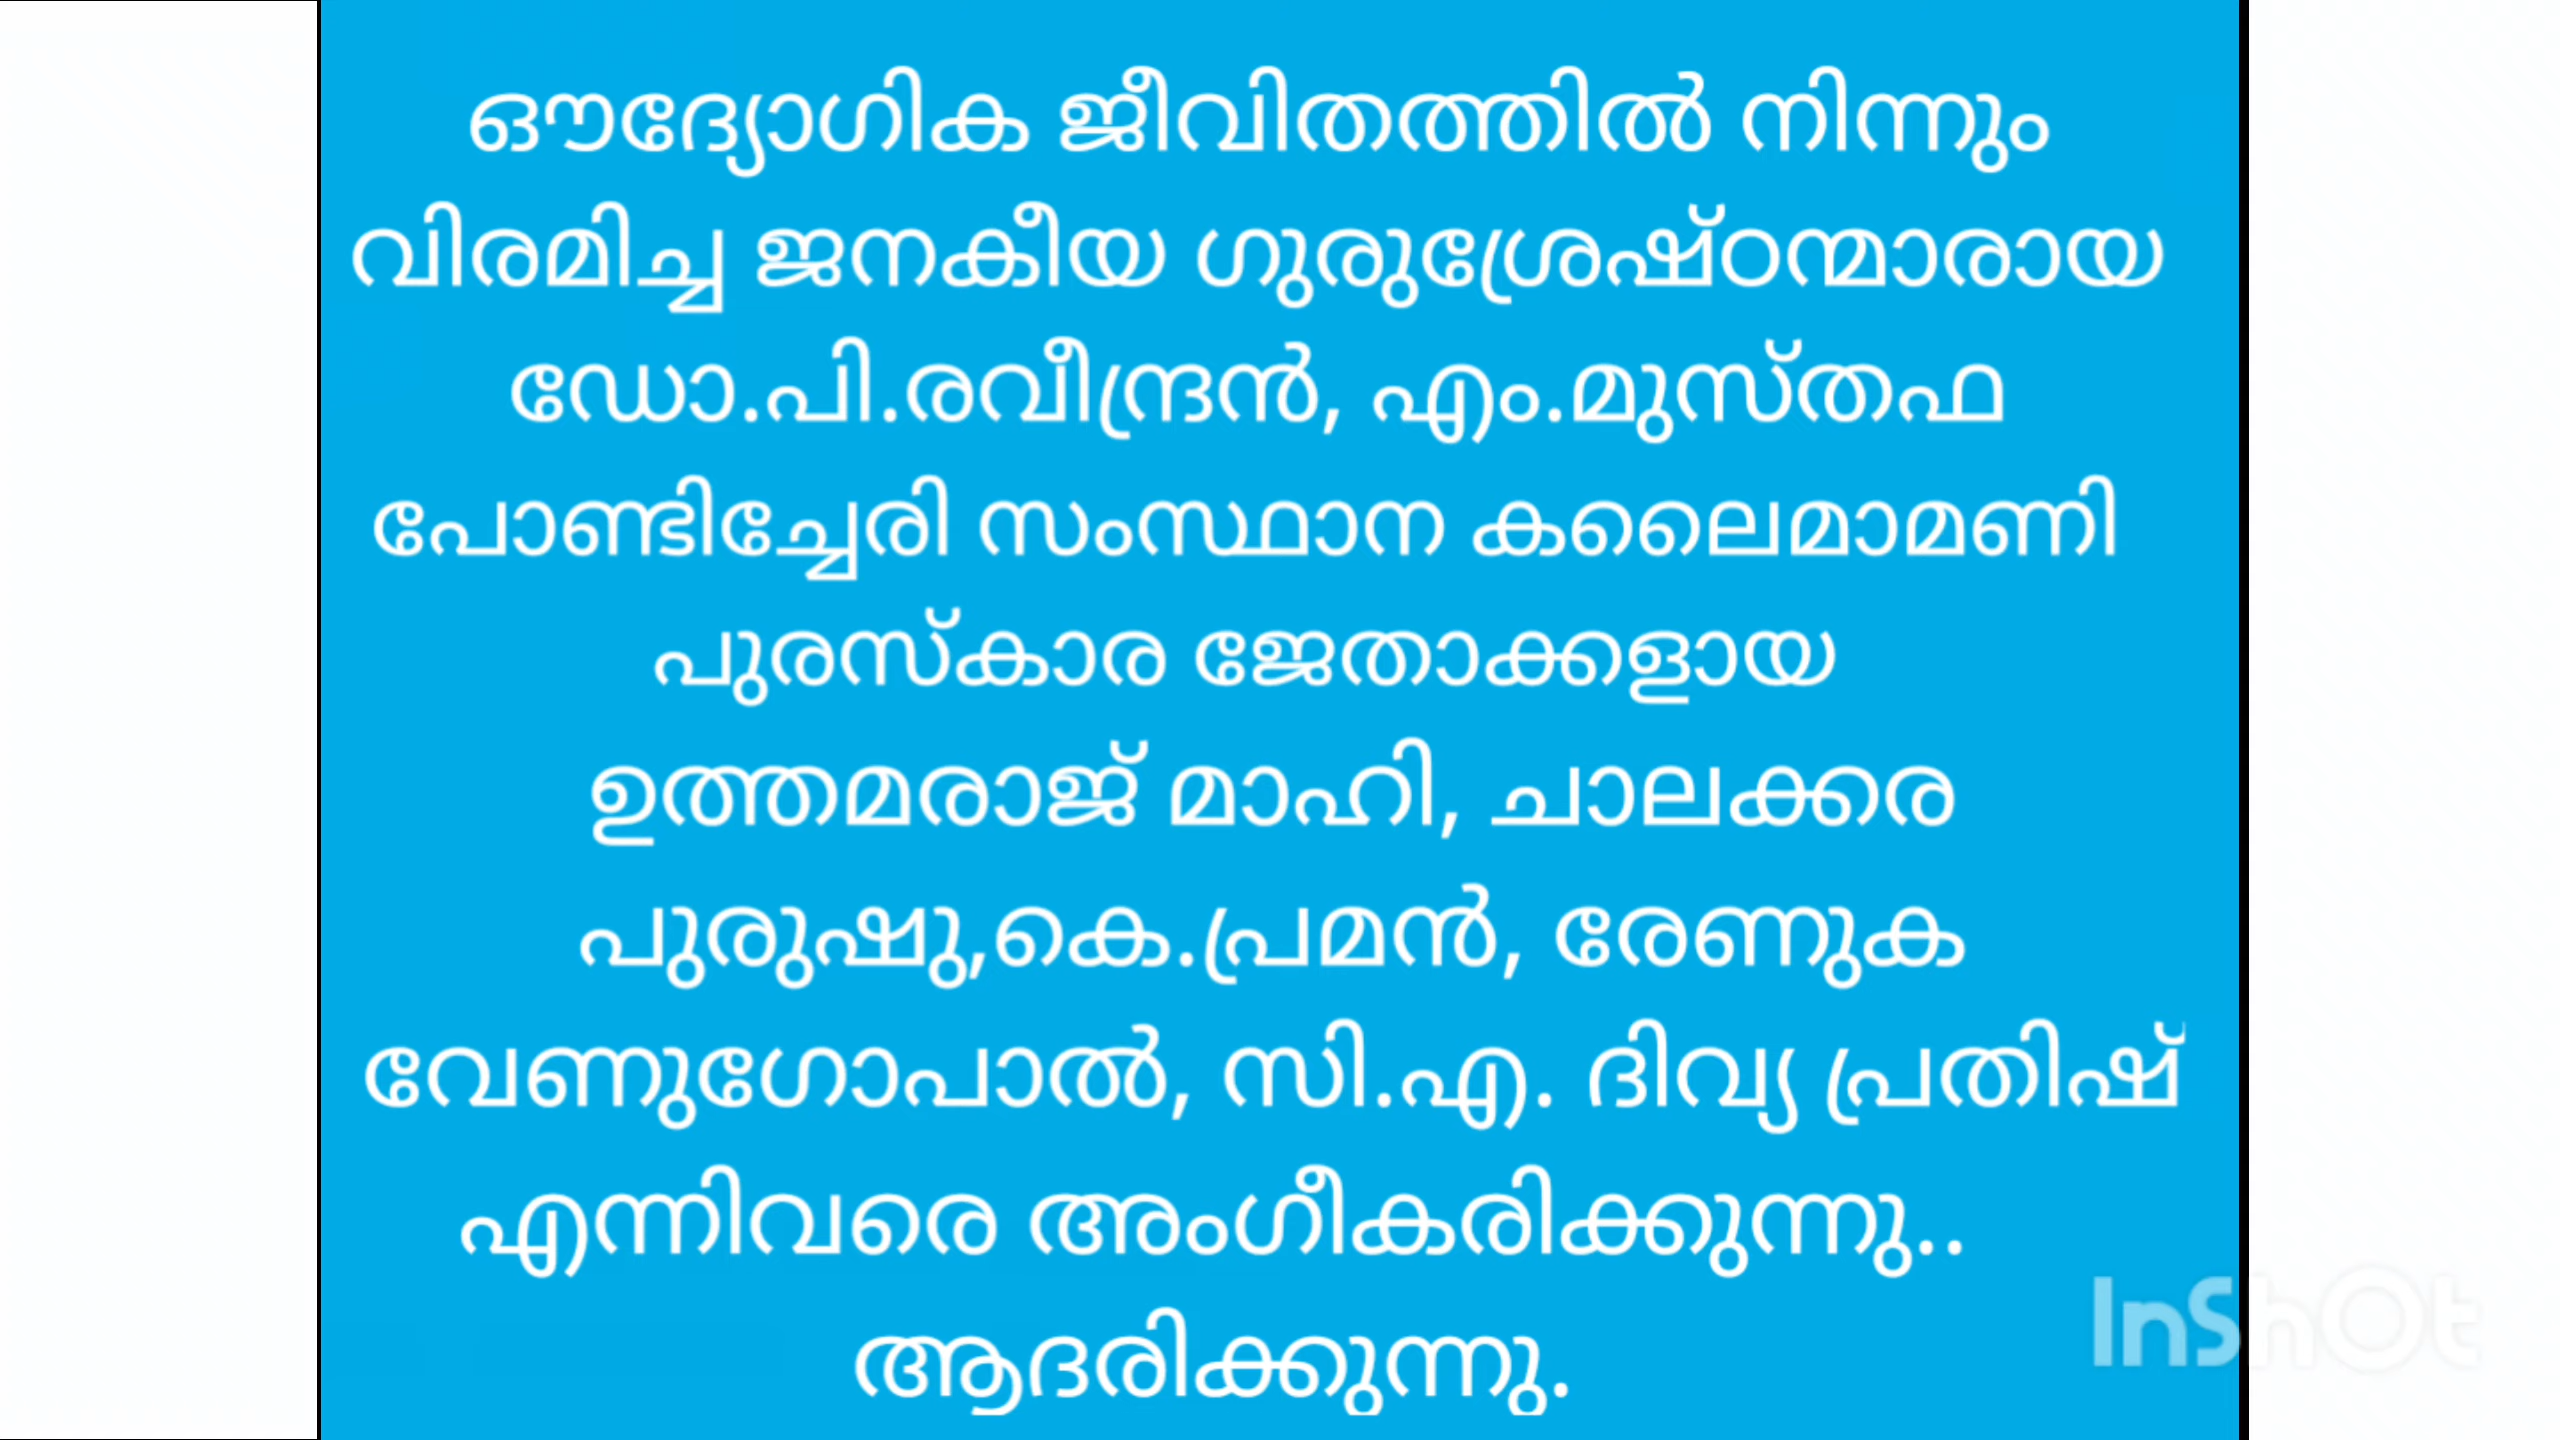 ഔദ്യോഗിക ജീവിതത്തിൽ നിന്നും
വിരമിച്ച ജനകീയ ഗുരുശ്രേഷ്ഠന്മാരായ
ഡോ.പി.രവീന്ദ്രൻ, എം.മുസ്തഫ
പോണ്ടിച്ചേരി സംസ്ഥാന കലൈമാമണി
പുരസ്കാര ജേതാക്കളായ
ഉത്തമരാജ് മാഹി, ചാലക്കര
പുരുഷു,കെ.പ്രമൻ, രേണുക
വേണുഗോപാൽ, സി.എ. ദിവ്യ പ്രതിഷ്
എന്നിവരെ അംഗീകരിക്കുന്നു..
ആദരിക്കുന്നു.
InShOt